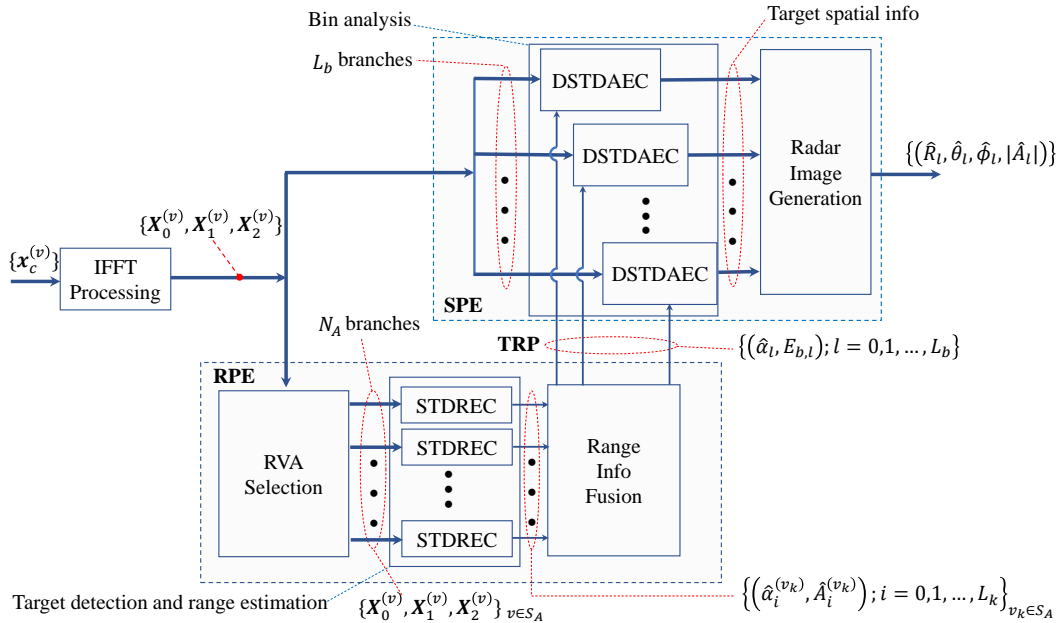 Bin analysis
Target spatial info
L_b branches
DSTDAEC
DSTDAEC
DSTDAEC
Radar
Image
Generation
{(R̂_l, θ̂_l, ϕ̂_l, |Â_l|)}
{X_0^(v), X_1^(v), X_2^(v)}
{x_c^(v)}
IFFT
Processing
SPE
N_A branches
TRP
{(α̂_l, E_{b,l}); l = 0,1, …, L_b}
RPE
RVA
Selection
STDREC
STDREC
STDREC
Range
Info
Fusion
Target detection and range estimation
{X_0^(v), X_1^(v), X_2^(v)}_{v∈S_A}
{(α̂_i^(v_k), Â_i^(v_k)); i = 0,1, …, L_k}_{v_k∈S_A}